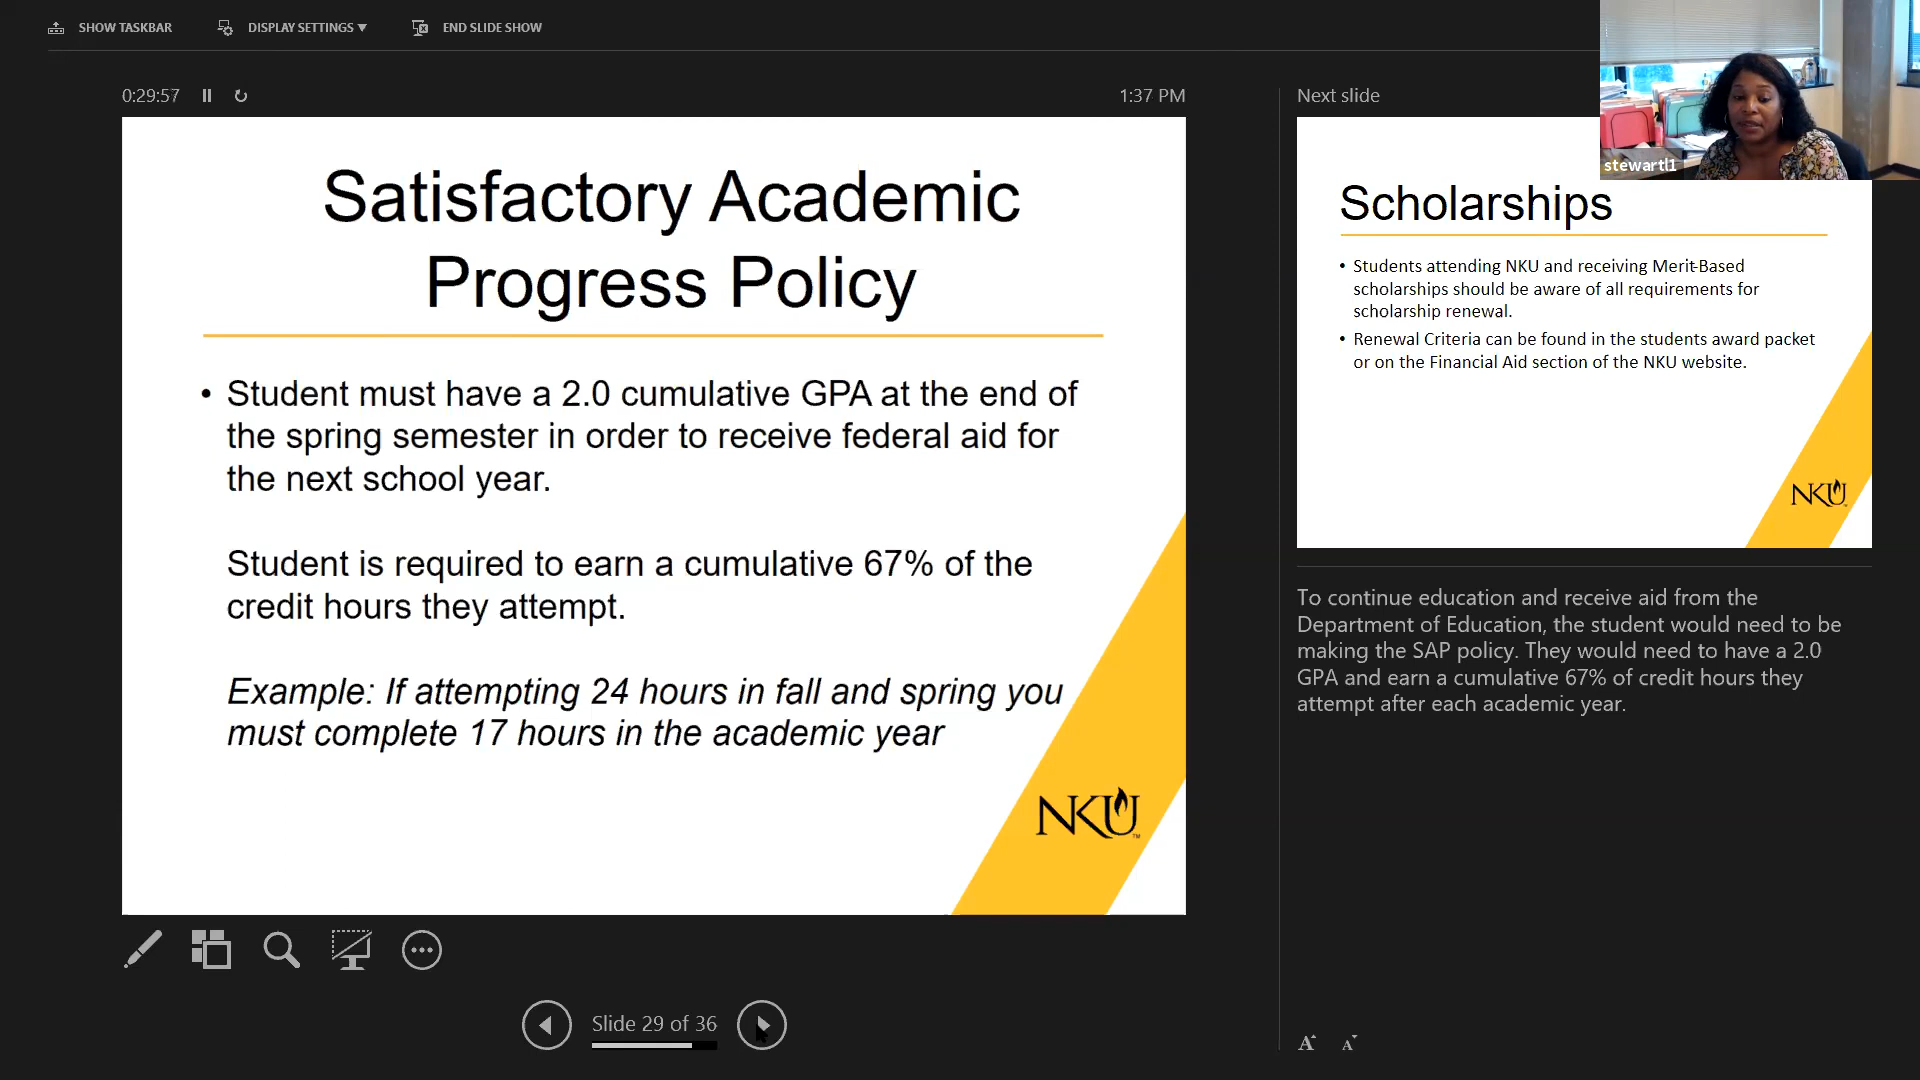 SHOW TASKBAR
DISPLAY SETTINGS ▼
END SLIDE SHOW
0:29:57
1:37 PM
Satisfactory Academic
Progress Policy
• Student must have a 2.0 cumulative GPA at the end of
the spring semester in order to receive federal aid for
the next school year.
Student is required to earn a cumulative 67% of the
credit hours they attempt.
Example: If attempting 24 hours in fall and spring you
must complete 17 hours in the academic year
NKU™
Slide 29 of 36
Next slide
stewartl1
Scholarships
• Students attending NKU and receiving Merit-Based
scholarships should be aware of all requirements for
scholarship renewal.
• Renewal Criteria can be found in the students award packet
or on the Financial Aid section of the NKU website.
NKU
To continue education and receive aid from the
Department of Education, the student would need to be
making the SAP policy. They would need to have a 2.0
GPA and earn a cumulative 67% of credit hours they
attempt after each academic year.
A A